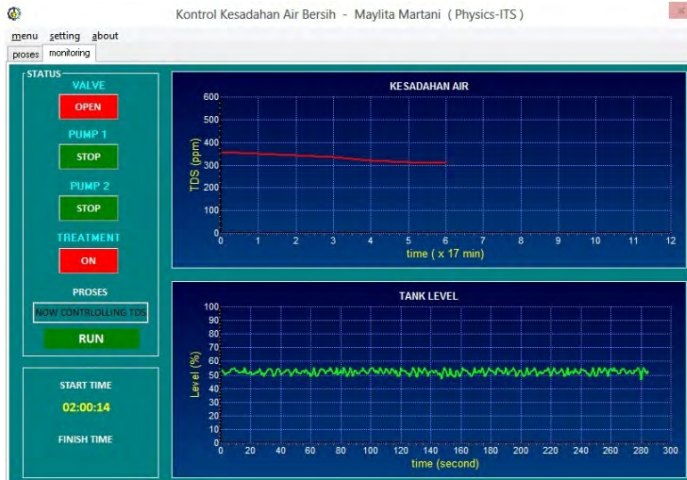 Kontrol Kesadahan Air Bersih - Maylita Martani ( Physics-ITS )
menu setting about
proses monitoring
STATUS
VALVE
OPEN
PUMP 1
STOP
PUMP 2
STOP
TREATMENT
ON
PROSES
NOW CONTRLOLLING TDS
RUN
START TIME
02:00:14
FINISH TIME
KESADAHAN AIR
TDS (ppm)
600
500
400
300
200
100
0
0 1 2 3 4 5 6 7 8 9 10 11 12
time ( x 17 min)
TANK LEVEL
Level (%)
100
90
80
70
60
50
40
30
20
10
0
0 20 40 60 80 100 120 140 160 180 200 220 240 260 280 300
time (second)